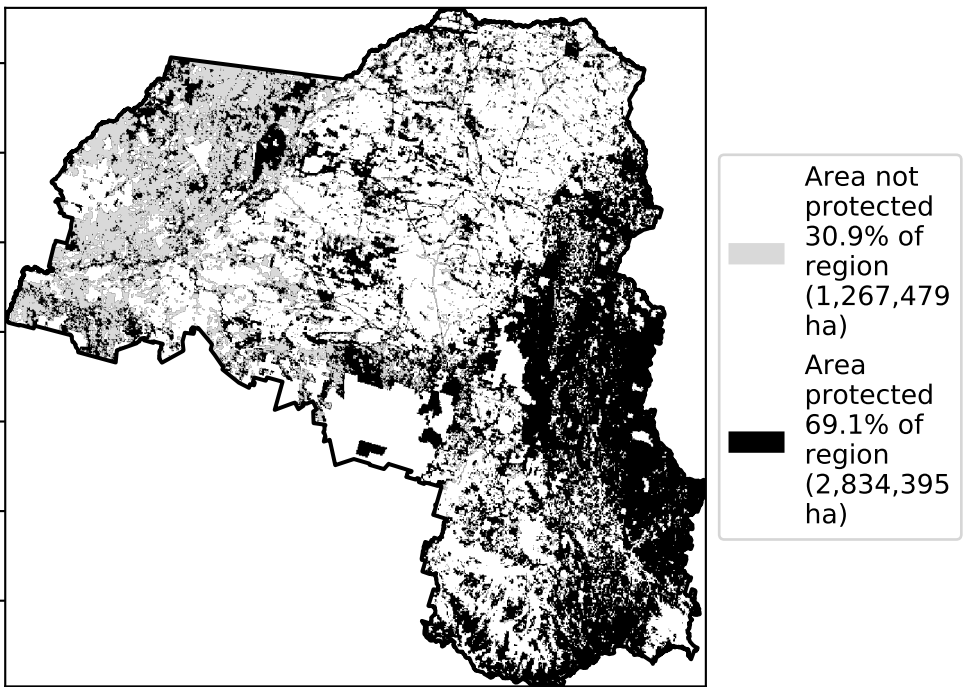 Area not
protected
30.9% of
region
(1,267,479
ha)
Area
protected
69.1% of
region
(2,834,395
ha)